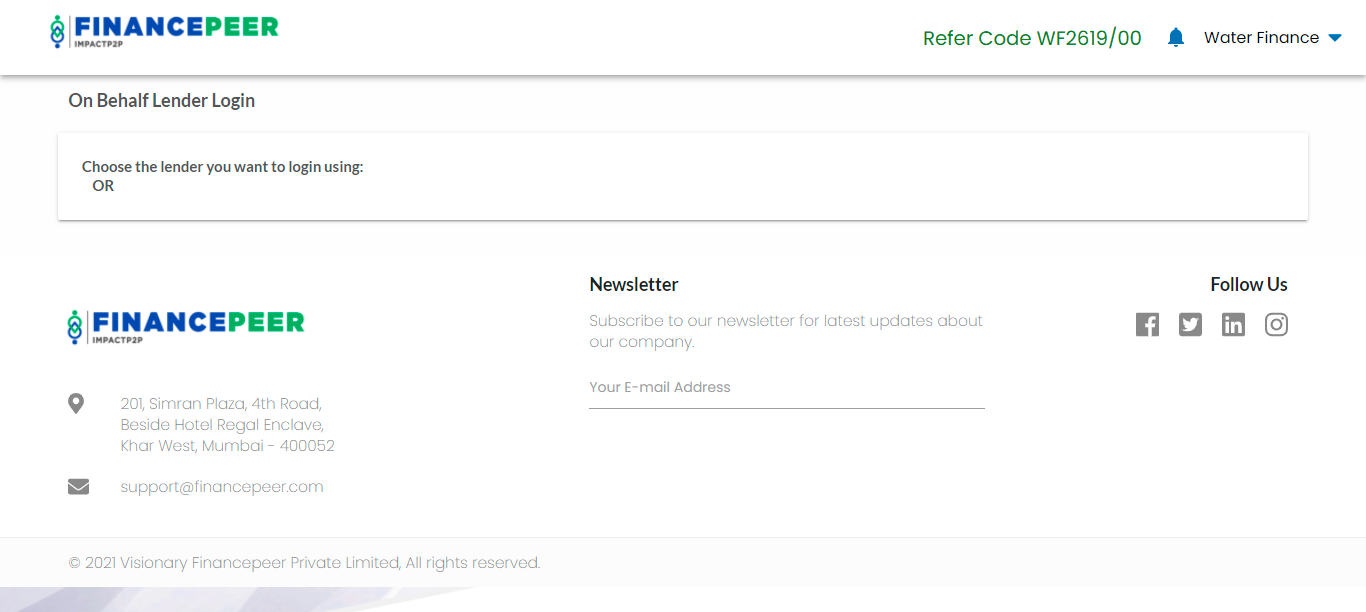 FINANCEPEER
IMPACTP2P
Refer Code WF2619/00
Water Finance
On Behalf Lender Login
Choose the lender you want to login using:
OR
FINANCEPEER
IMPACTP2P
201, Simran Plaza, 4th Road,
Beside Hotel Regal Enclave,
Khar West, Mumbai - 400052
support@financepeer.com
Newsletter
Subscribe to our newsletter for latest updates about
our company.
Your E-mail Address
Follow Us
© 2021 Visionary Financepeer Private Limited, All rights reserved.